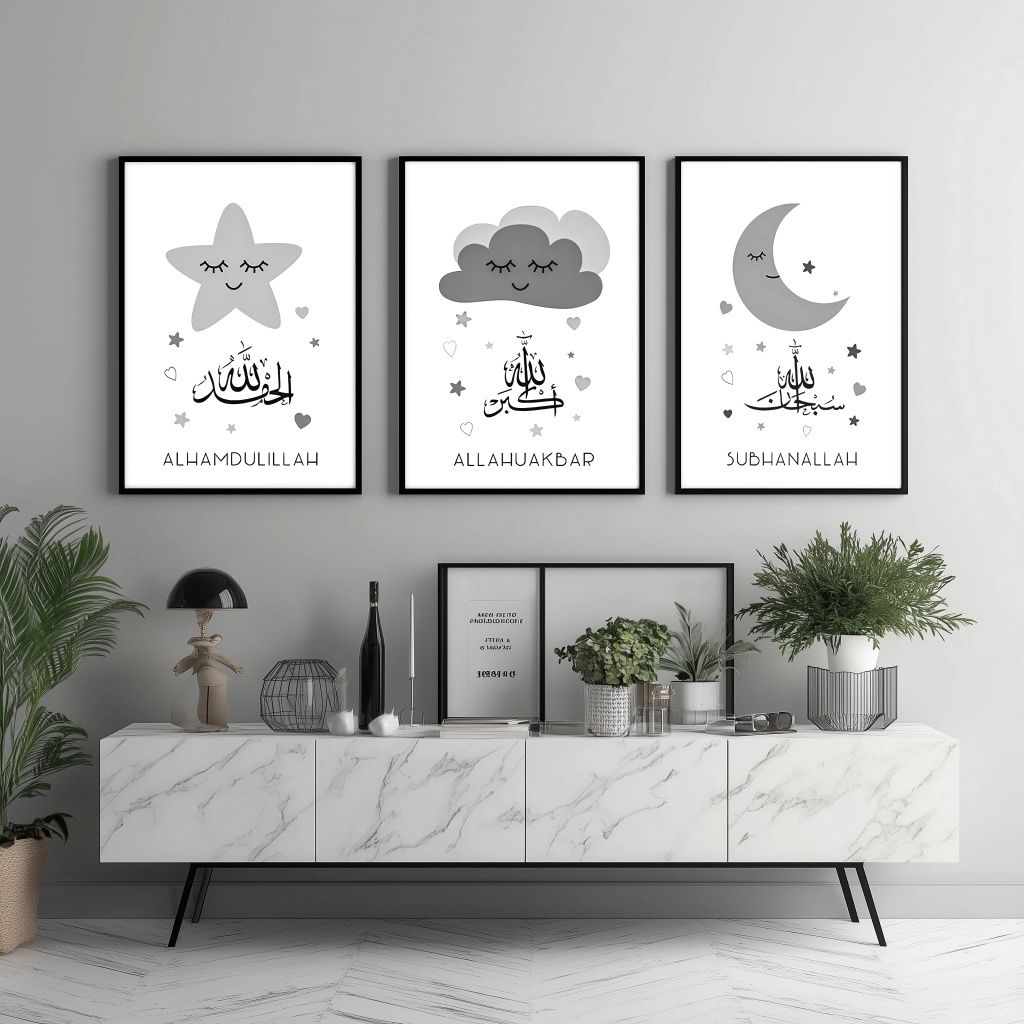 الحمد لله
ALHAMDULILLAH
الله أكبر
ALLAHUAKBAR
سبحان الله
SUBHANALLAH